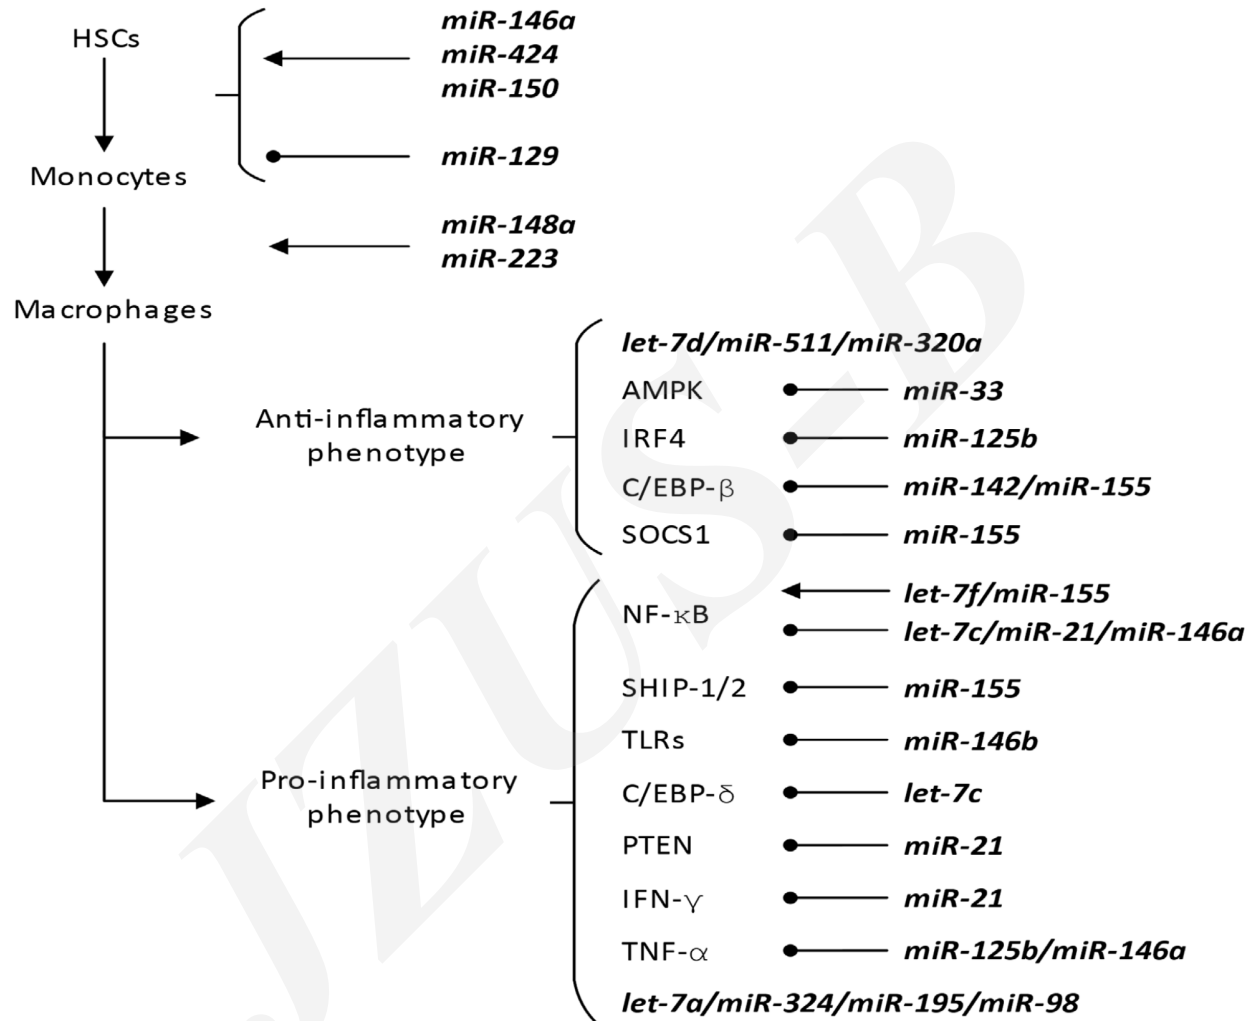 HSCs
miR-146a
miR-424
miR-150
miR-129
Monocytes
miR-148a
miR-223
Macrophages
let-7d/miR-511/miR-320a
Anti-inflammatory
phenotype
AMPK miR-33
IRF4 miR-125b
C/EBP-β miR-142/miR-155
SOCS1 miR-155
NF-κB
let-7f/miR-155
let-7c/miR-21/miR-146a
SHIP-1/2 miR-155
TLRs miR-146b
Pro-inflammatory
phenotype
C/EBP-δ let-7c
PTEN miR-21
IFN-γ miR-21
TNF-α miR-125b/miR-146a
let-7a/miR-324/miR-195/miR-98
JZUS-B